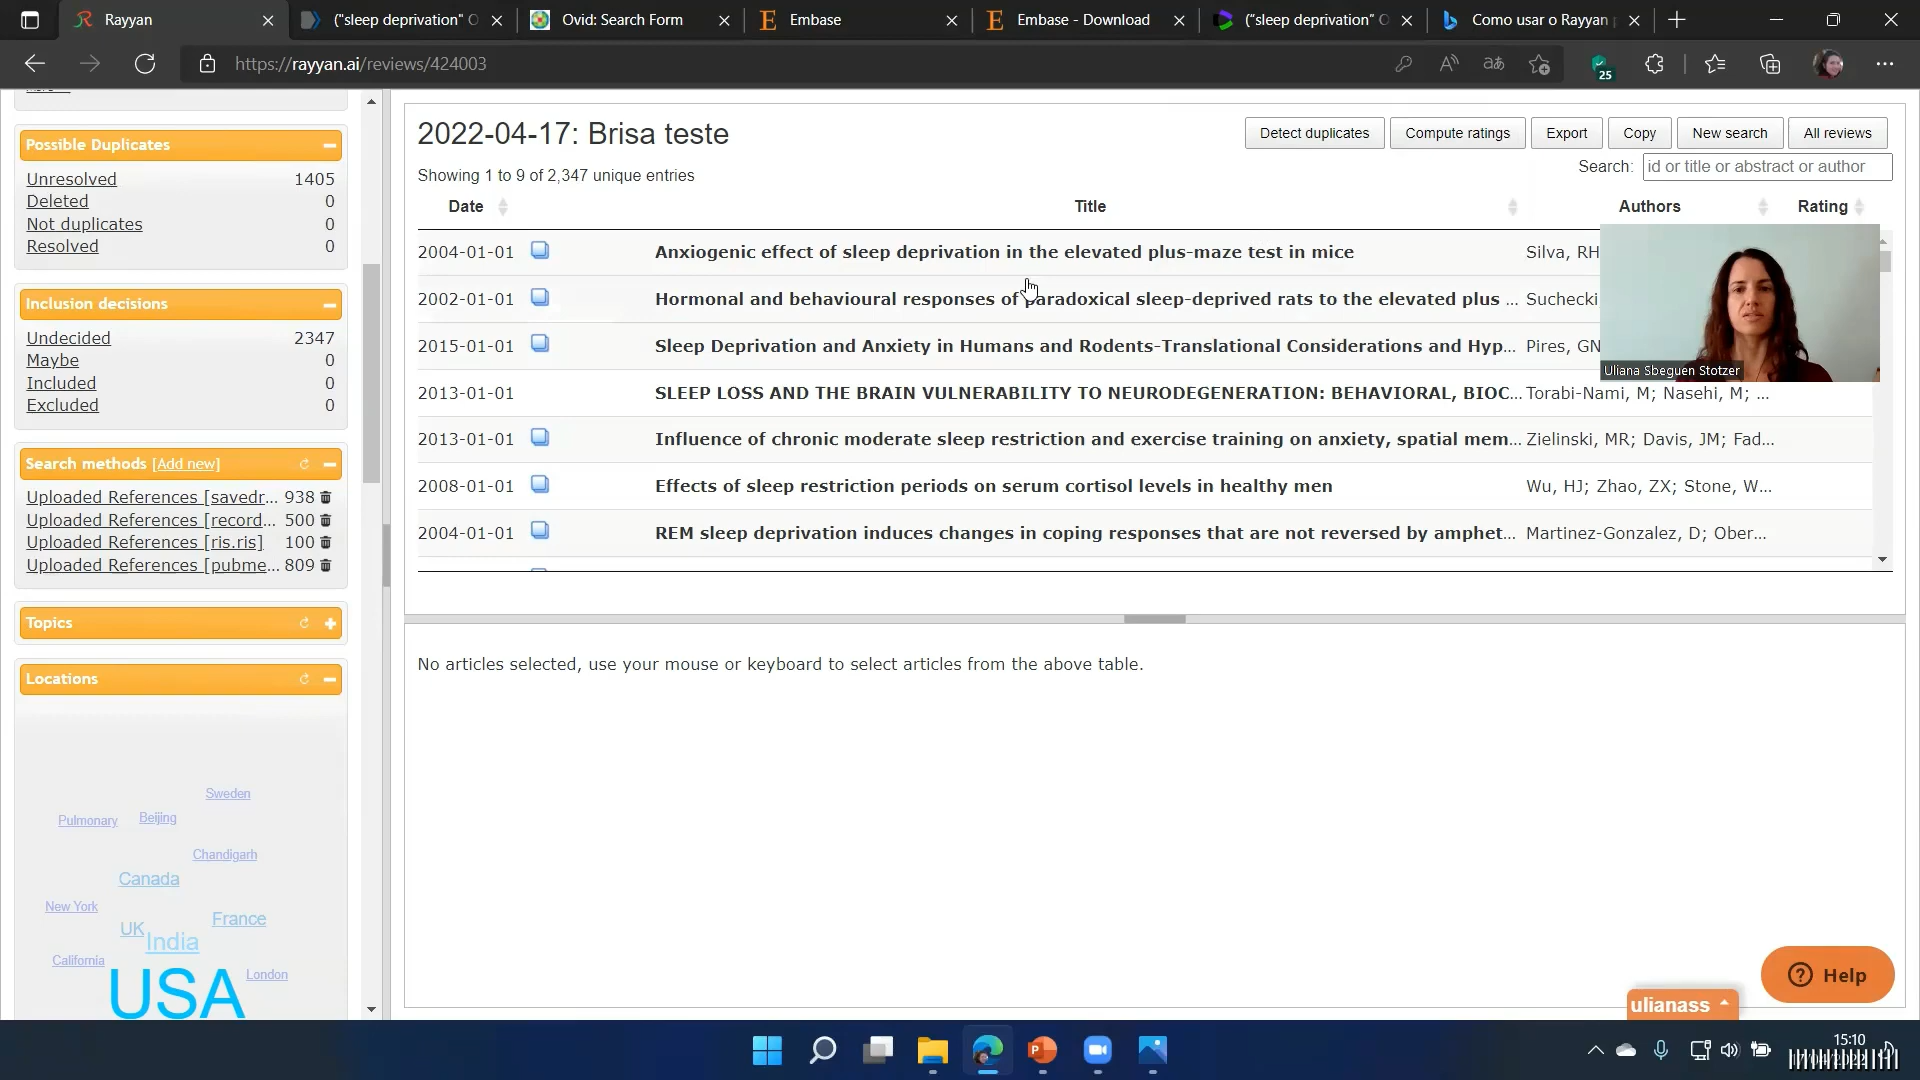 Rayyan
("sleep deprivation" O
Ovid: Search Form
Embase
Embase - Download
("sleep deprivation" O
Como usar o Rayyan p
https://rayyan.ai/reviews/424003
25
Possible Duplicates
Unresolved 1405
Deleted 0
Not duplicates 0
Resolved 0
Inclusion decisions
Undecided 2347
Maybe 0
Included 0
Excluded 0
Search methods [Add new]
Uploaded References [savedr... 938
Uploaded References [record... 500
Uploaded References [ris.ris] 100
Uploaded References [pubme... 809
Topics
Locations
Sweden
Pulmonary
Beijing
Chandigarh
Canada
New York
France
UK
India
California
London
USA
2022-04-17: Brisa teste
Detect duplicates
Compute ratings
Export
Copy
New search
All reviews
Showing 1 to 9 of 2,347 unique entries
Search: id or title or abstract or author
Date Title Authors Rating
2004-01-01 Anxiogenic effect of sleep deprivation in the elevated plus-maze test in mice Silva, RH
2002-01-01 Hormonal and behavioural responses of paradoxical sleep-deprived rats to the elevated plus ... Suchecki
2015-01-01 Sleep Deprivation and Anxiety in Humans and Rodents-Translational Considerations and Hyp... Pires, GN
2013-01-01 SLEEP LOSS AND THE BRAIN VULNERABILITY TO NEURODEGENERATION: BEHAVIORAL, BIOC... Torabi-Nami, M; Nasehi, M; ...
2013-01-01 Influence of chronic moderate sleep restriction and exercise training on anxiety, spatial mem... Zielinski, MR; Davis, JM; Fad...
2008-01-01 Effects of sleep restriction periods on serum cortisol levels in healthy men Wu, HJ; Zhao, ZX; Stone, W...
2004-01-01 REM sleep deprivation induces changes in coping responses that are not reversed by amphet... Martinez-Gonzalez, D; Ober...
Uliana Sbeguen Stotzer
No articles selected, use your mouse or keyboard to select articles from the above table.
Help
ulianass
15:10